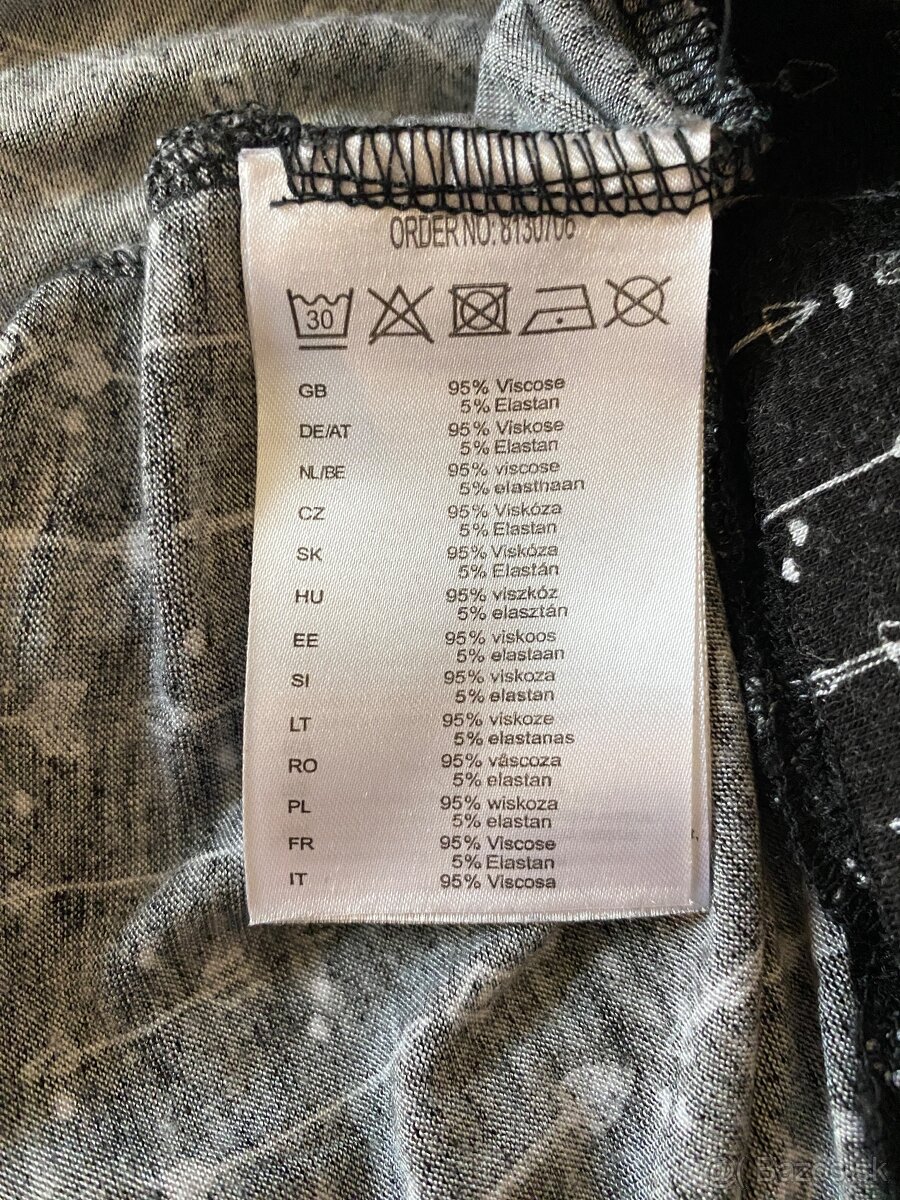 ORDER NO: 8130706
30
GB 95% Viscose
5% Elastan
DE/AT 95% Viskose
5% Elastan
NL/BE 95% viscose
5% elasthaan
CZ 95% Viskóza
5% Elastan
SK 95% Viskóza
5% Elastán
HU 95% viszkóz
5% elasztán
EE 95% viskoos
5% elastaan
SI 95% viskoza
5% elastan
LT 95% viskoze
5% elastanas
RO 95% vâscoza
5% elastan
PL 95% wiskoza
5% elastan
FR 95% Viscose
5% Elastan
IT 95% Viscosa
Bazos.sk